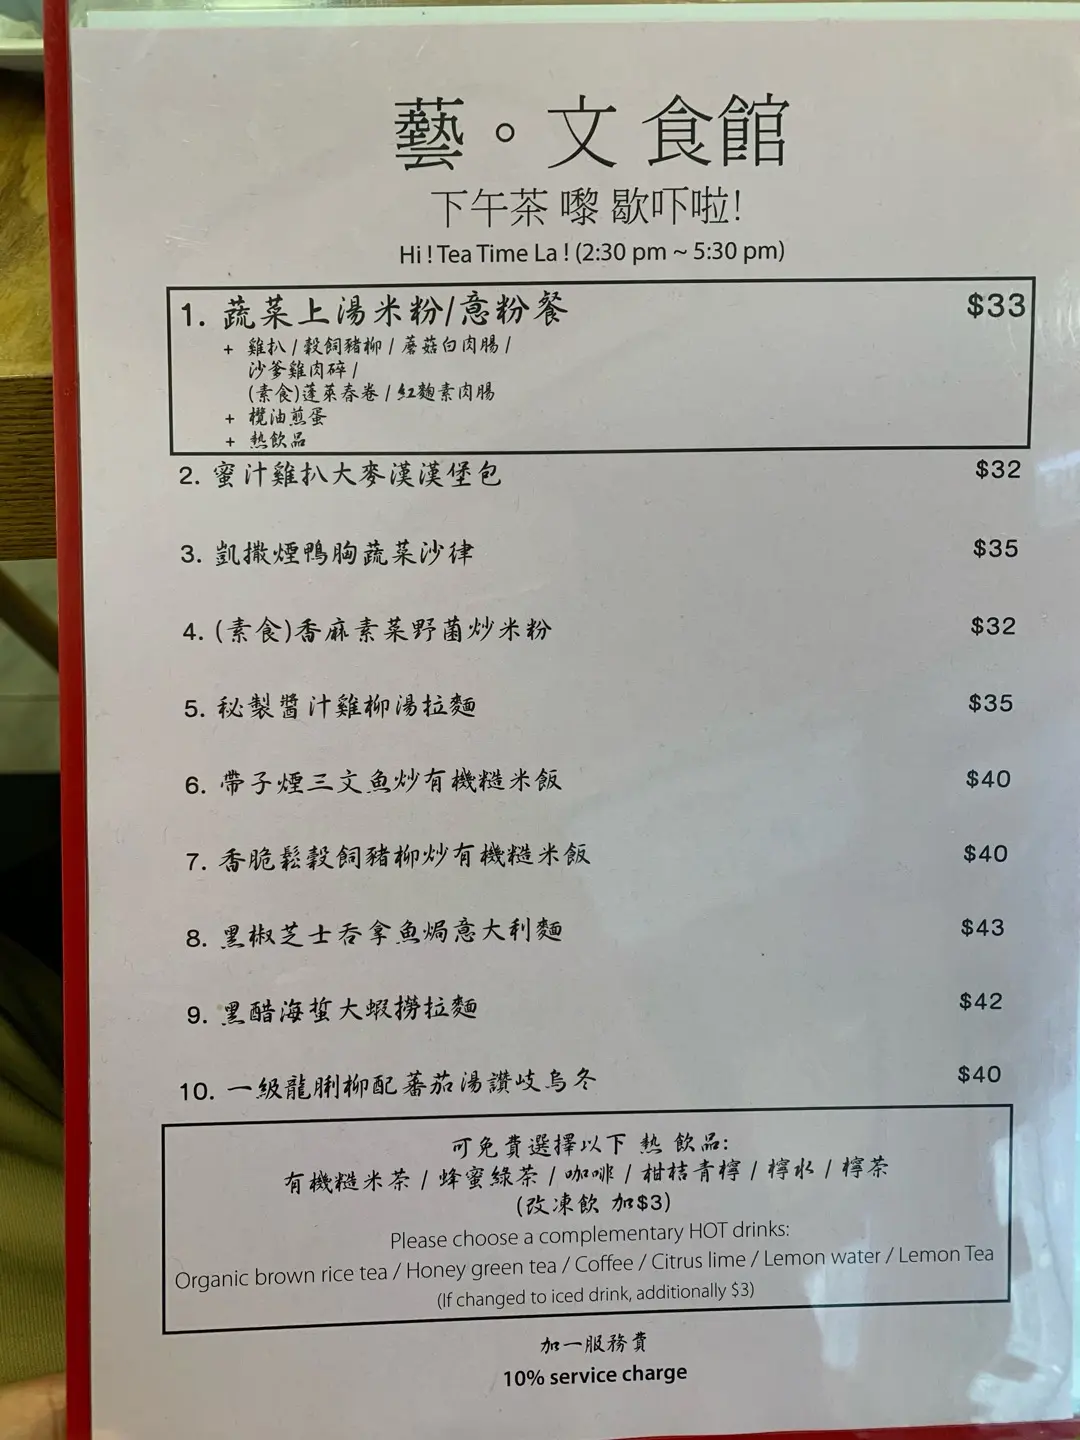 藝。文 食館
下午茶 嚟 歇吓啦!
Hi ! Tea Time La ! (2:30 pm ~ 5:30 pm)
1. 蔬菜上湯米粉/意粉餐 $33
+ 雞扒 / 穀飼豬柳 / 蘑菇白肉腸 /
沙爹雞肉碎 /
(素食)蓬萊春卷 / 紅麴素肉腸
+ 欖油煎蛋
+ 熱飲品
2. 蜜汁雞扒大麥漢漢堡包 $32
3. 凱撒煙鴨胸蔬菜沙律 $35
4. (素食)香麻素菜野菌炒米粉 $32
5. 秘製醬汁雞柳湯拉麵 $35
6. 帶子煙三文魚炒有機糙米飯 $40
7. 香脆鬆穀飼豬柳炒有機糙米飯 $40
8. 黑椒芝士吞拿魚焗意大利麵 $43
9. 黑醋海蜇大蝦撈拉麵 $42
10. 一級龍脷柳配蕃茄湯讚岐烏冬 $40
可免費選擇以下 熱 飲品:
有機糙米茶 / 蜂蜜綠茶 / 咖啡 / 柑桔青檸 / 檸水 / 檸茶
(改凍飲 加$3)
Please choose a complementary HOT drinks:
Organic brown rice tea / Honey green tea / Coffee / Citrus lime / Lemon water / Lemon Tea
(If changed to iced drink, additionally $3)
加一服務費
10% service charge